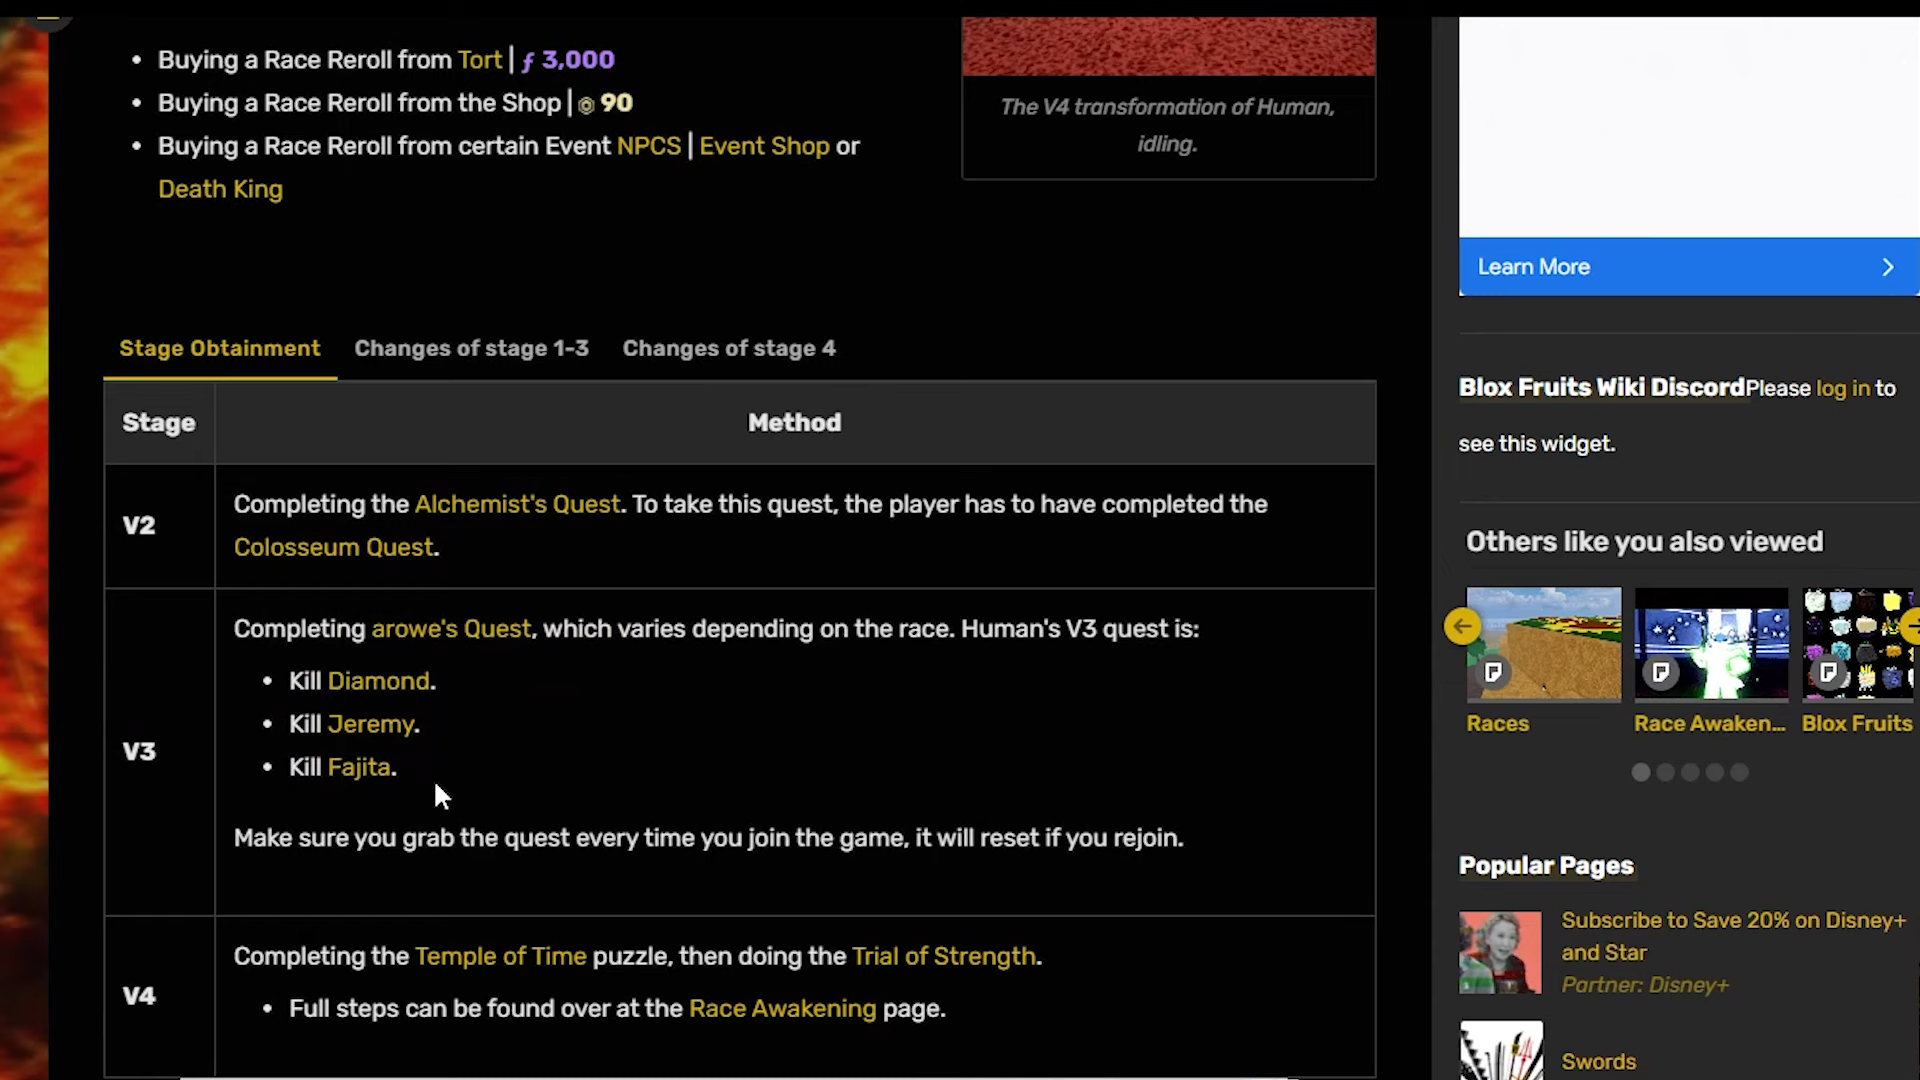 Buying a Race Reroll from Tort | ƒ 3,000
Buying a Race Reroll from the Shop | 90
Buying a Race Reroll from certain Event NPCS | Event Shop or
Death King
The V4 transformation of Human,
idling.
Stage Obtainment
Changes of stage 1-3
Changes of stage 4
Stage
Method
V2
Completing the Alchemist's Quest. To take this quest, the player has to have completed the
Colosseum Quest.
V3
Completing arowe's Quest, which varies depending on the race. Human's V3 quest is:
Kill Diamond.
Kill Jeremy.
Kill Fajita.
Make sure you grab the quest every time you join the game, it will reset if you rejoin.
V4
Completing the Temple of Time puzzle, then doing the Trial of Strength.
Full steps can be found over at the Race Awakening page.
Learn More
Blox Fruits Wiki DiscordPlease log in to
see this widget.
Others like you also viewed
Races
Race Awaken...
Blox Fruits
Popular Pages
Subscribe to Save 20% on Disney+
and Star
Partner: Disney+
Swords